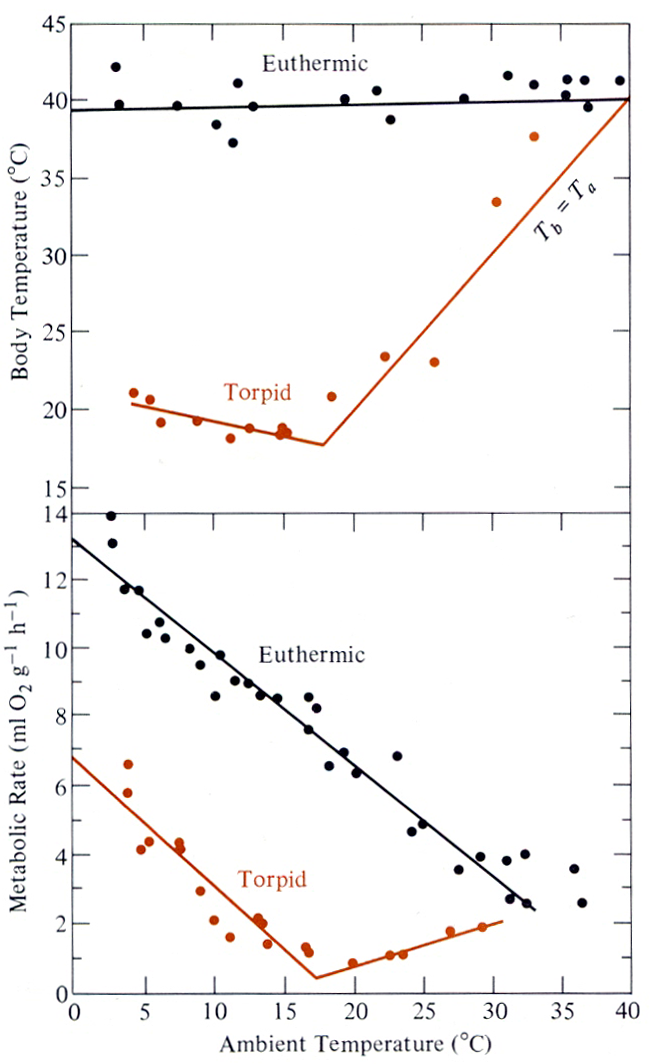 45
40
35
30
25
20
15
Body Temperature (°C)
Euthermic
T_b = T_a
Torpid
14
12
10
8
6
4
2
0
Metabolic Rate (ml O₂ g⁻¹ h⁻¹)
Euthermic
Torpid
0 5 10 15 20 25 30 35 40
Ambient Temperature (°C)